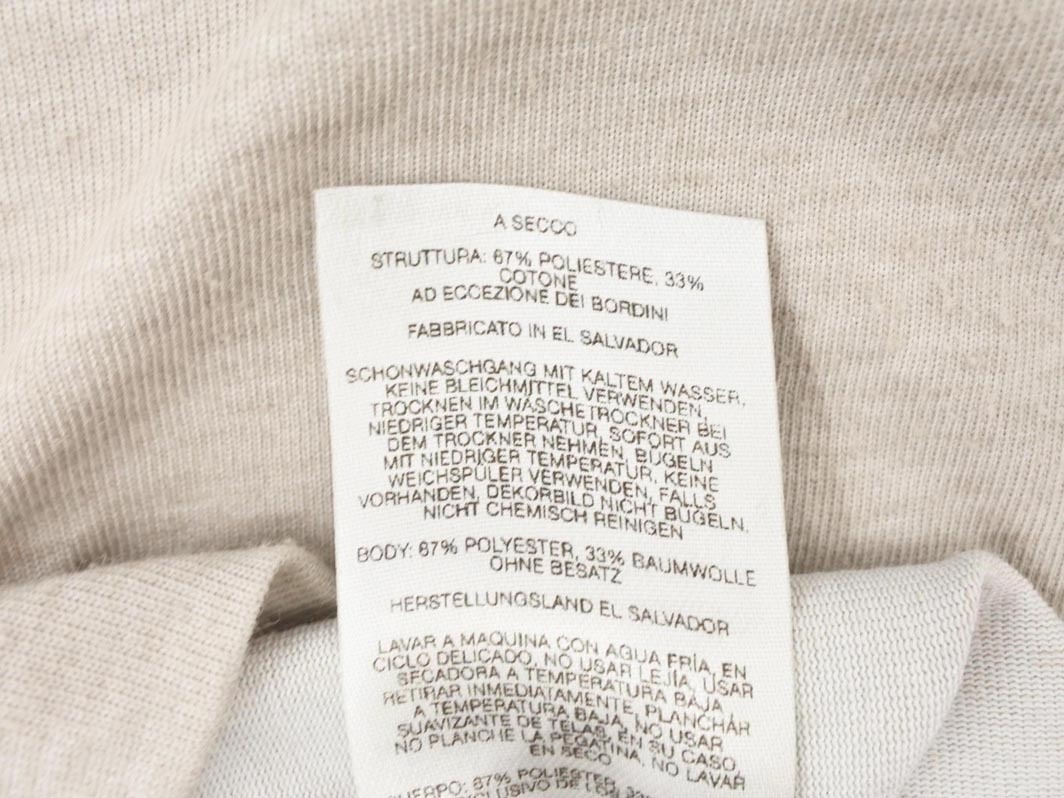 A SECCO
STRUTTURA: 67% POLIESTERE, 33%
COTONE
AD ECCEZIONE DEI BORDINI
FABBRICATO IN EL SALVADOR
SCHONWASCHGANG MIT KALTEM WASSER,
KEINE BLEICHMITTEL VERWENDEN,
TROCKNEN IM WÄSCHETROCKNER BEI
NIEDRIGER TEMPERATUR, SOFORT AUS
DEM TROCKNER NEHMEN, BÜGELN
MIT NIEDRIGER TEMPERATUR, KEINE
WEICHSPÜLER VERWENDEN, FALLS
VORHANDEN, DEKORBILD NICHT BÜGELN,
NICHT CHEMISCH REINIGEN
BODY: 67% POLYESTER, 33% BAUMWOLLE
OHNE BESATZ
HERSTELLUNGSLAND EL SALVADOR
LAVAR A MAQUINA CON AGUA FRÍA, EN
CICLO DELICADO, NO USAR LEJÍA, USAR
SECADORA A TEMPERATURA BAJA,
RETIRAR INMEDIATAMENTE, PLANCHAR
A TEMPERATURA BAJA, NO USAR
SUAVIZANTE DE TELAS, EN SU CASO,
NO PLANCHE LA PEGATINA, NO LAVAR
EN SECO
67% POLIESTER,